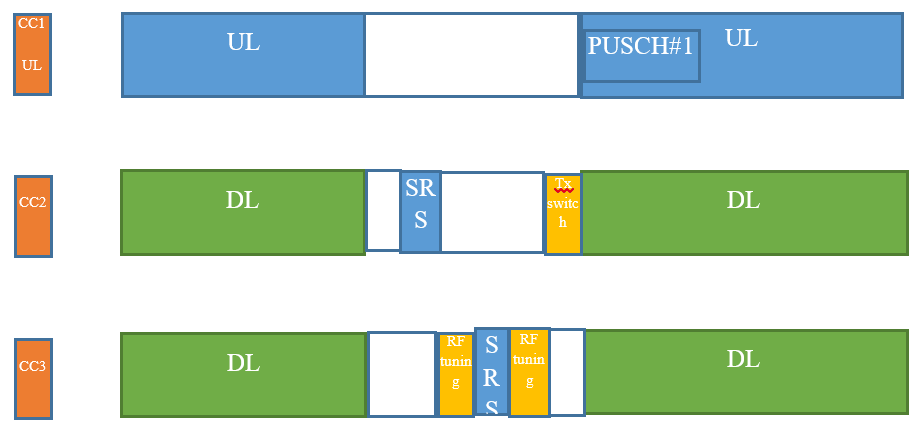 CC1
UL
UL
PUSCH#1
UL
CC2
DL
SR
S
Tx
switc
h
DL
CC3
DL
RF
tunin
g
S
R
S
RF
tunin
g
DL